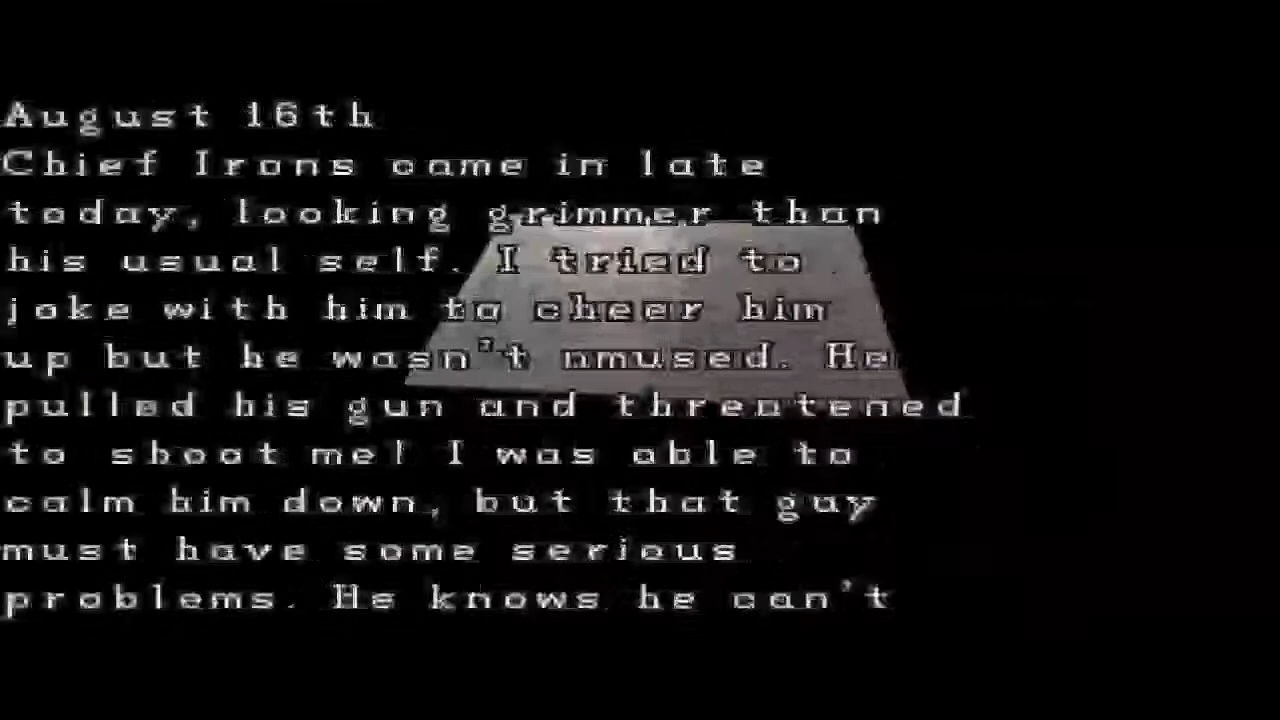 August 16th
Chief Irons came in late
today, looking grimmer than
his usual self. I tried to
joke with him to cheer him
up but he wasn't amused. He
pulled his gun and threatened
to shoot me! I was able to
calm him down, but that guy
must have some serious
problems. He knows he can't